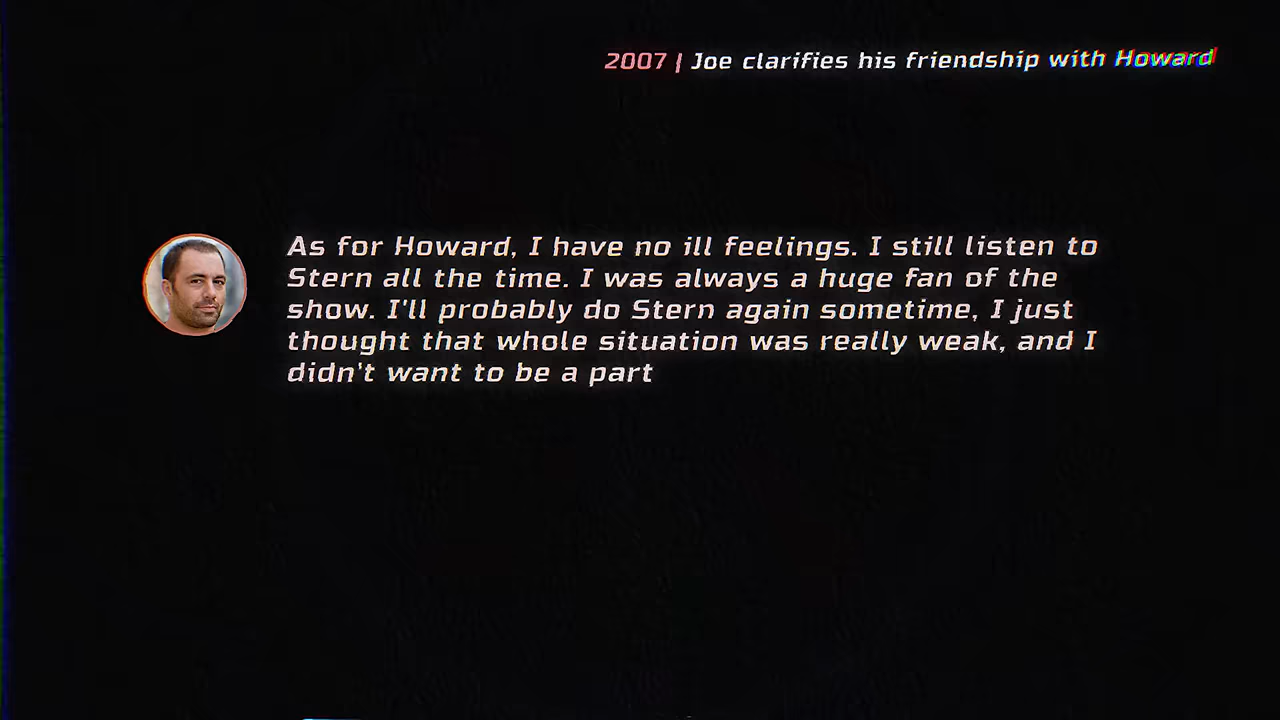 2007 | Joe clarifies his friendship with Howard
As for Howard, I have no ill feelings. I still listen to
Stern all the time. I was always a huge fan of the
show. I'll probably do Stern again sometime, I just
thought that whole situation was really weak, and I
didn't want to be a part